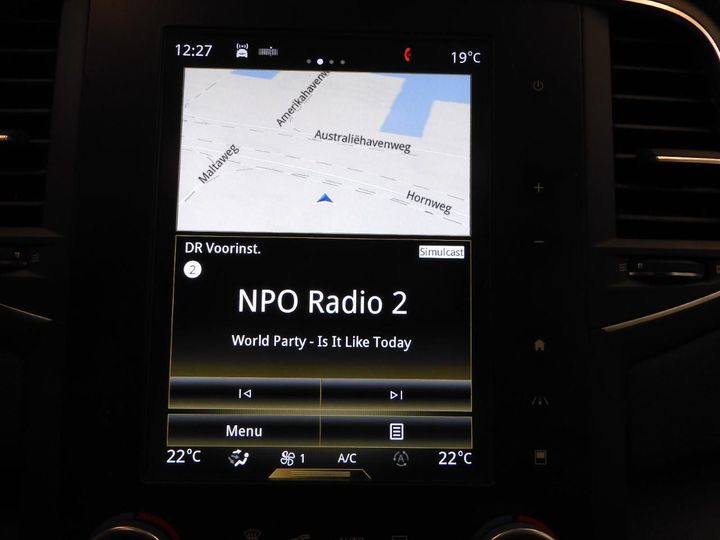 12:27
19°C
Amerikahavenw
Australiëhavenweg
Maltaweg
Hornweg
DR Voorinst.
Simulcast
2
NPO Radio 2
World Party - Is It Like Today
Menu
22°C
1
A/C
A
22°C